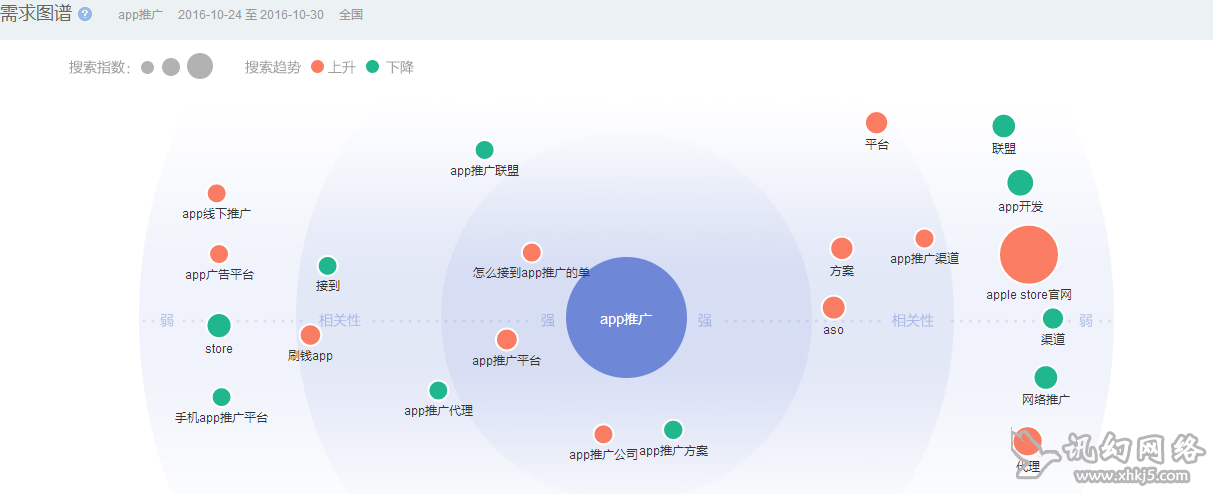 需求图谱 ? app推广 2016-10-24 至 2016-10-30 全国
搜索指数: 搜索趋势 上升 下降
平台
联盟
app推广联盟
app开发
app线下推广
app推广渠道
方案
怎么接到app推广的单
app广告平台
接到
apple store官网
弱 相关性 强 app推广 强 相关性 弱
aso
渠道
store
刷钱app
app推广平台
网络推广
app推广代理
手机app推广平台
app推广公司
app推广方案
代理
讯幻网络
www.xhkj5.com